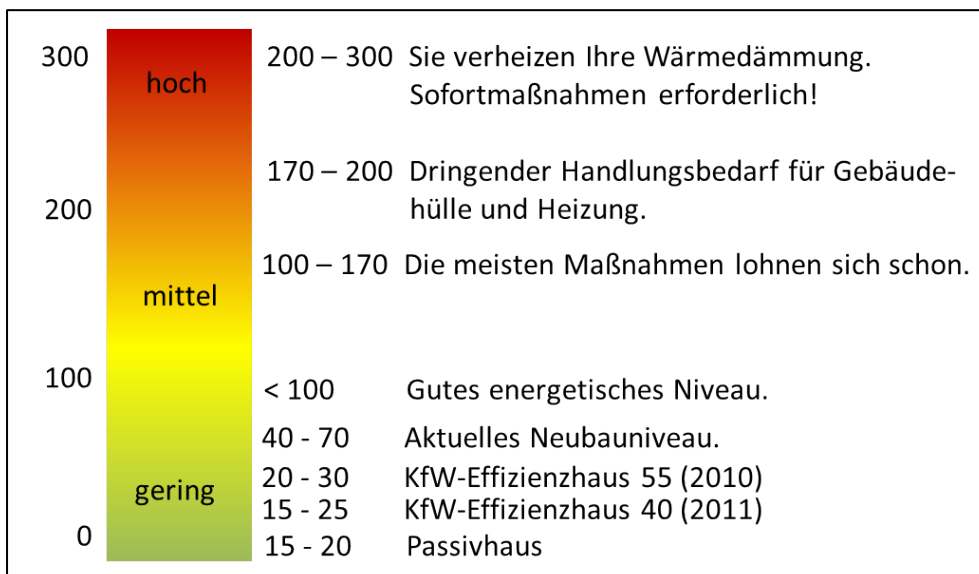 300
hoch
200 – 300 Sie verheizen Ihre Wärmedämmung.
Sofortmaßnahmen erforderlich!
170 – 200 Dringender Handlungsbedarf für Gebäude-
hülle und Heizung.
200
100 – 170 Die meisten Maßnahmen lohnen sich schon.
mittel
100
< 100 Gutes energetisches Niveau.
40 - 70 Aktuelles Neubauniveau.
20 - 30 KfW-Effizienzhaus 55 (2010)
gering
15 - 25 KfW-Effizienzhaus 40 (2011)
0
15 - 20 Passivhaus